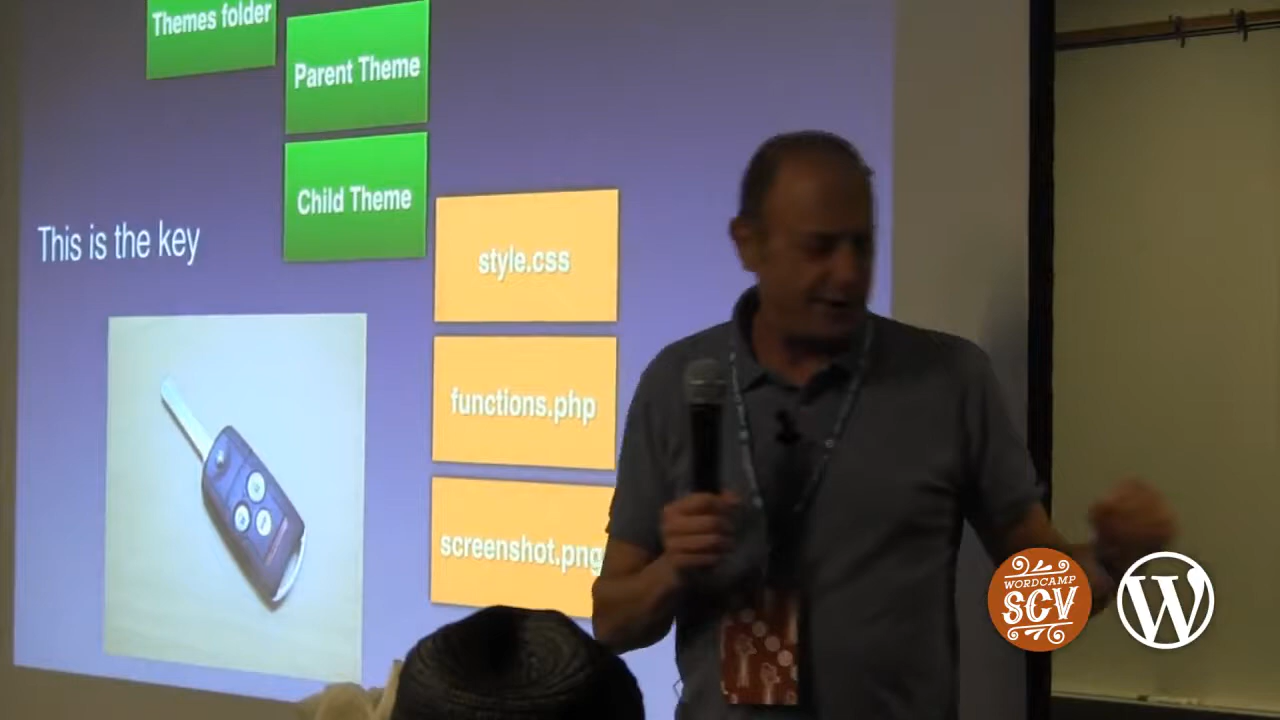 Themes folder
Parent Theme
Child Theme
This is the key
style.css
functions.php
screenshot.png
WORDCAMP
SCV
W